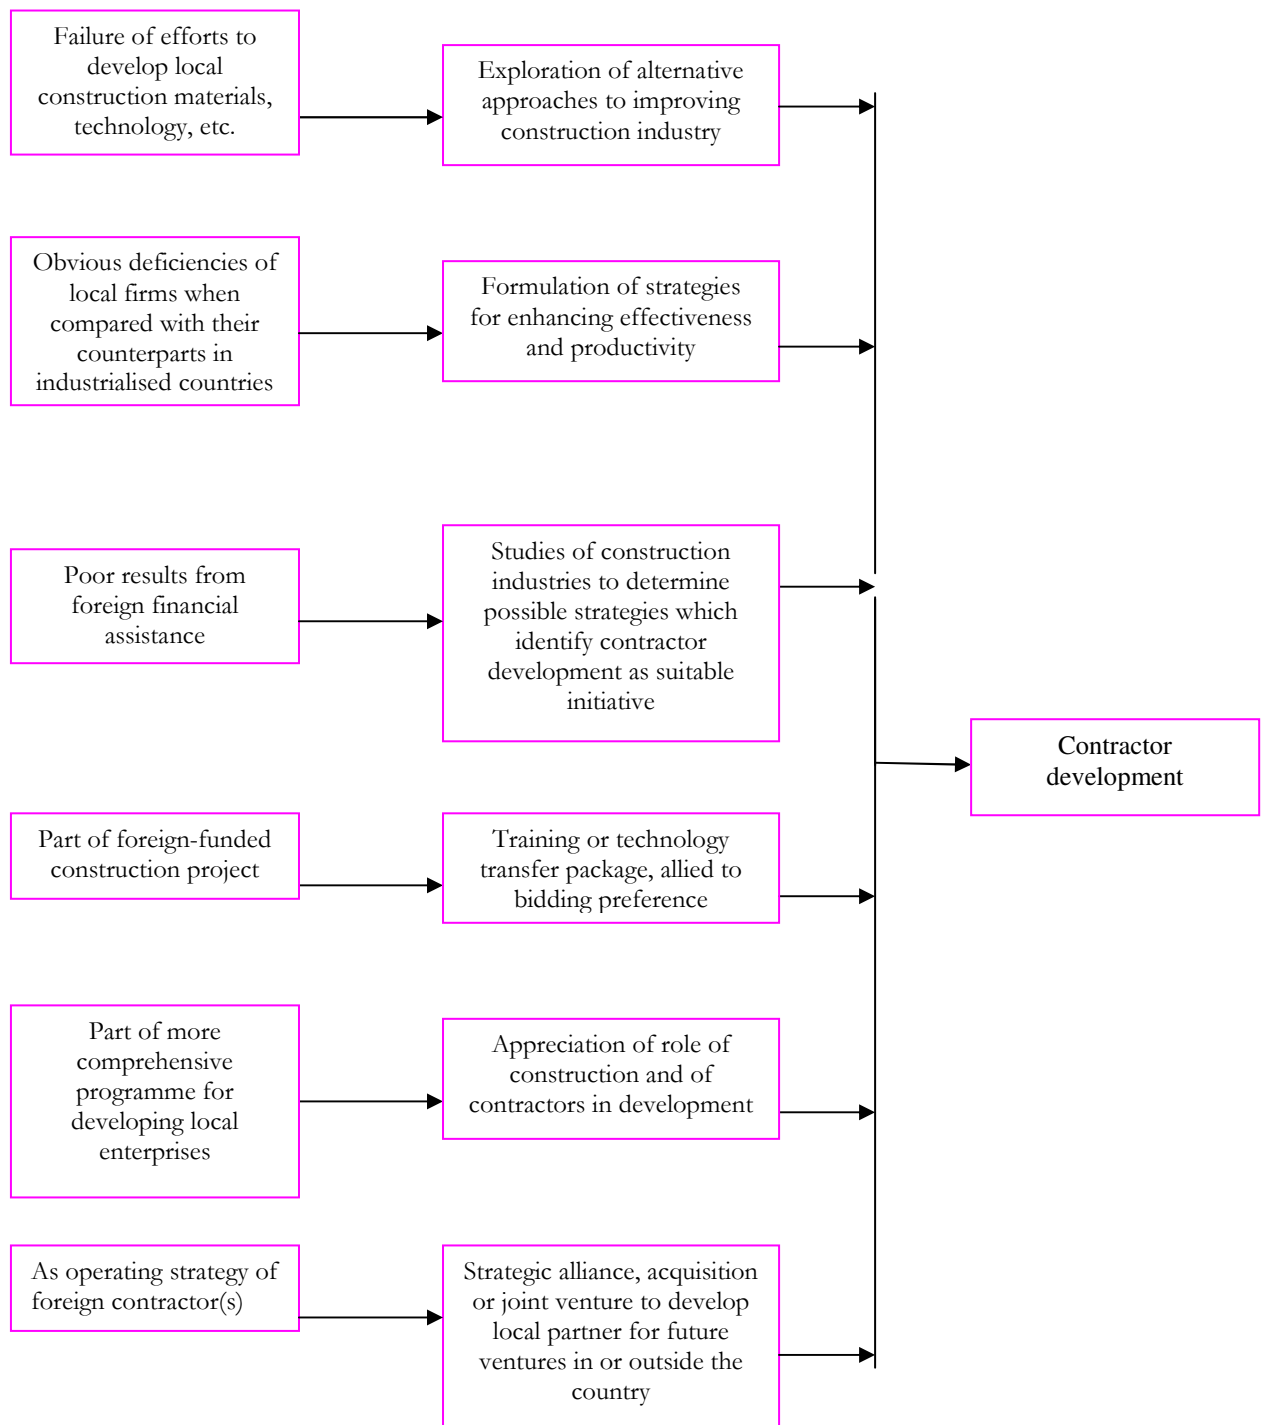 Failure of efforts to
develop local
construction materials,
technology, etc.
Exploration of alternative
approaches to improving
construction industry
Obvious deficiencies of
local firms when
compared with their
counterparts in
industrialised countries
Formulation of strategies
for enhancing effectiveness
and productivity
Poor results from
foreign financial
assistance
Studies of construction
industries to determine
possible strategies which
identify contractor
development as suitable
initiative
Contractor
development
Part of foreign-funded
construction project
Training or technology
transfer package, allied to
bidding preference
Part of more
comprehensive
programme for
developing local
enterprises
Appreciation of role of
construction and of
contractors in development
As operating strategy of
foreign contractor(s)
Strategic alliance, acquisition
or joint venture to develop
local partner for future
ventures in or outside the
country